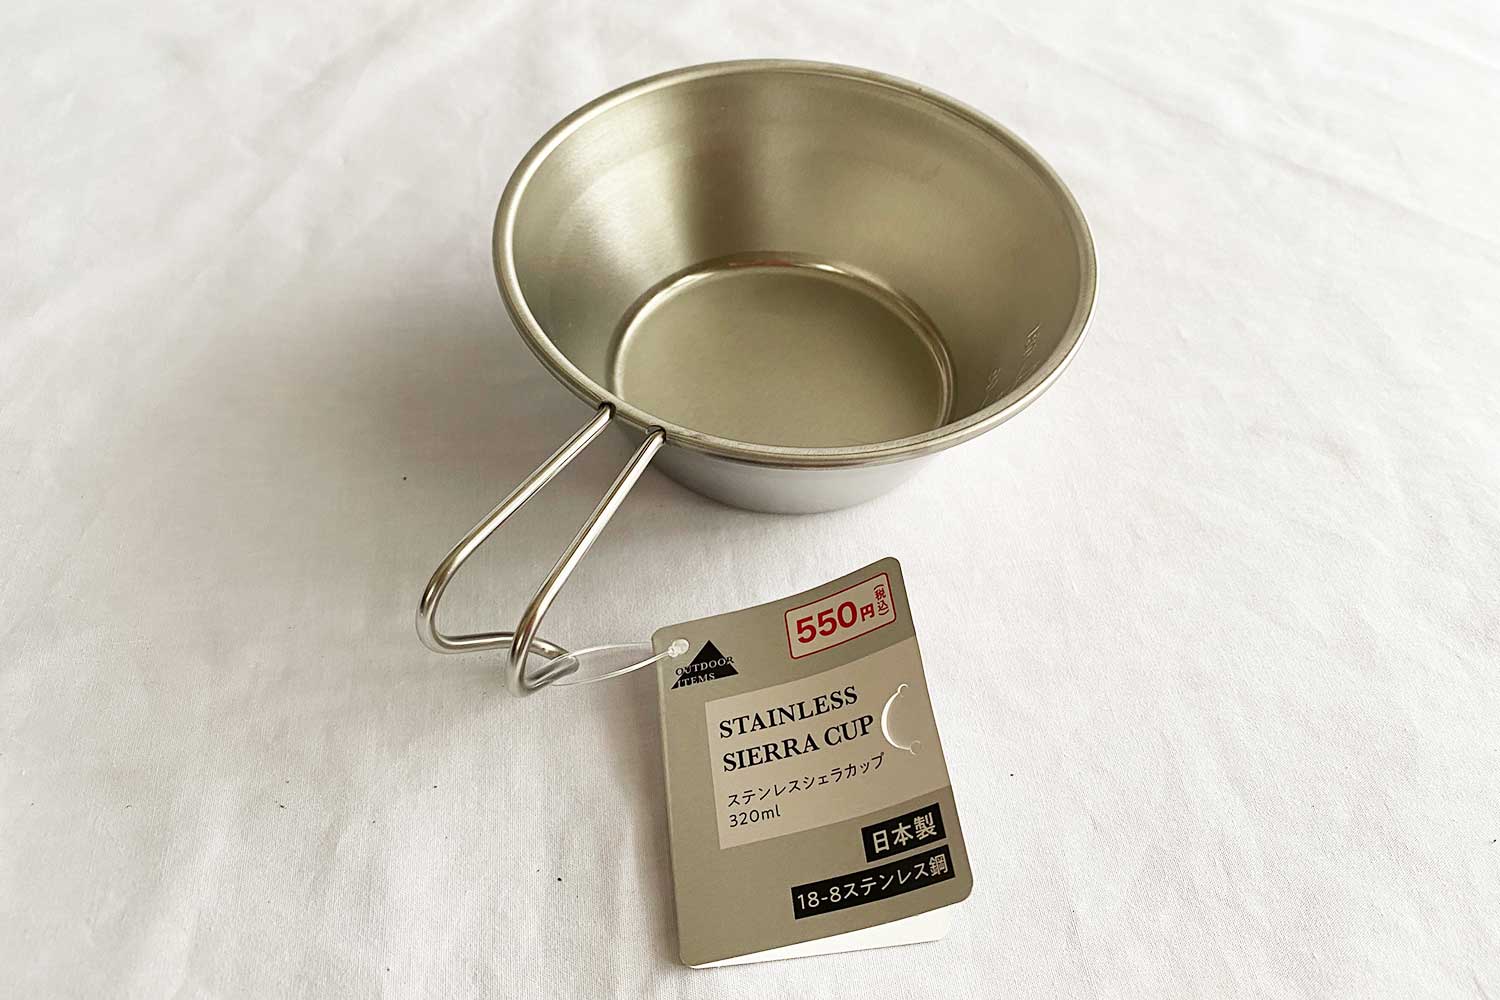 550円(税込)
OUTDOOR
ITEMS
STAINLESS
SIERRA CUP
ステンレスシェラカップ
320ml
日本製
18-8ステンレス鋼